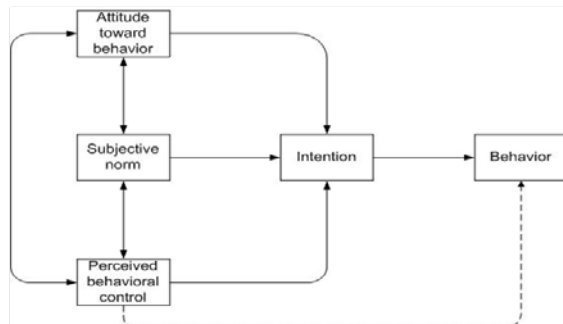 Attitude
toward
behavior
Subjective
norm
Intention
Behavior
Perceived
behavioral
control